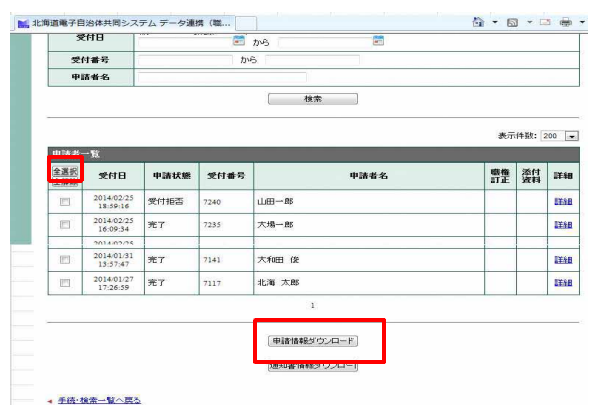 北海道電子自治体共同システム データ連携（職...
受付日 から
受付番号 から
申請者名
検索
表示件数: 200
申請者一覧
全選択
受付日 申請状態 受付番号 申請者名 職権訂正 添付資料 詳細
2014/02/25 18:59:16 受付拒否 7240 山田一郎 詳細
2014/02/25 16:09:34 完了 7235 大場一郎 詳細
2014/02/25
2014/01/31 13:57:47 完了 7141 大和田 俊 詳細
2014/01/27 17:26:59 完了 7117 北海 太郎 詳細
1
申請情報ダウンロード
通知書情報ダウンロード
手続・検索一覧へ戻る